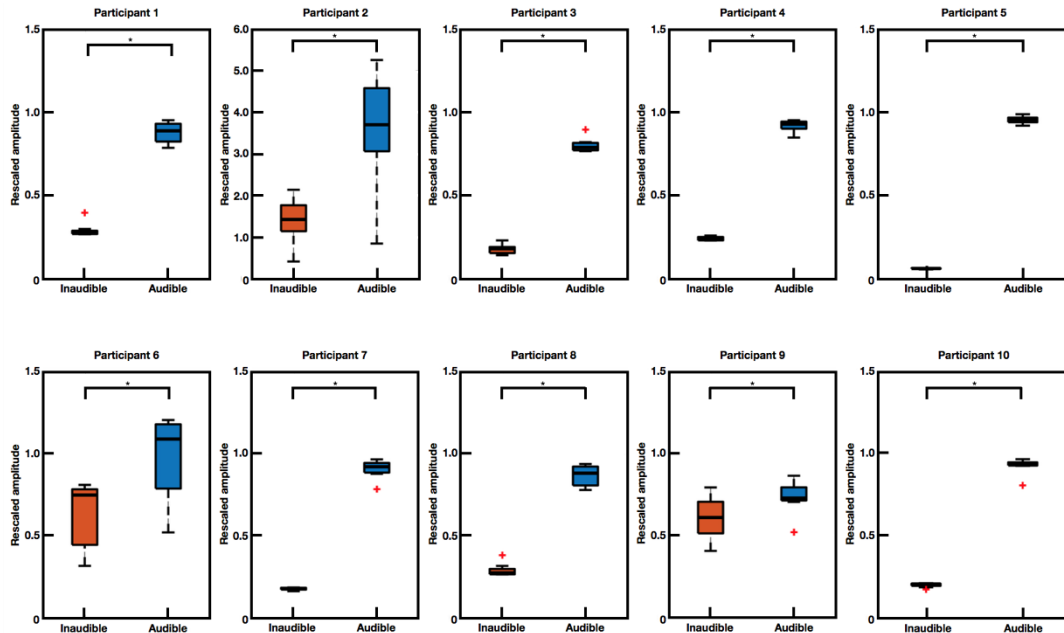 Participant 1
Participant 2
Participant 3
Participant 4
Participant 5
1.5
6.0
1.5
1.5
1.5
*
*
*
*
*
5.0
1.0
4.0
1.0
1.0
1.0
3.0
0.5
2.0
0.5
0.5
0.5
1.0
0
0
0
0
0
Rescaled amplitude
Rescaled amplitude
Rescaled amplitude
Rescaled amplitude
Rescaled amplitude
Inaudible Audible
Inaudible Audible
Inaudible Audible
Inaudible Audible
Inaudible Audible
Participant 6
Participant 7
Participant 8
Participant 9
Participant 10
1.5
1.5
1.5
1.5
1.5
*
*
*
*
*
1.0
1.0
1.0
1.0
1.0
0.5
0.5
0.5
0.5
0.5
0
0
0
0
0
Rescaled amplitude
Rescaled amplitude
Rescaled amplitude
Rescaled amplitude
Rescaled amplitude
Inaudible Audible
Inaudible Audible
Inaudible Audible
Inaudible Audible
Inaudible Audible